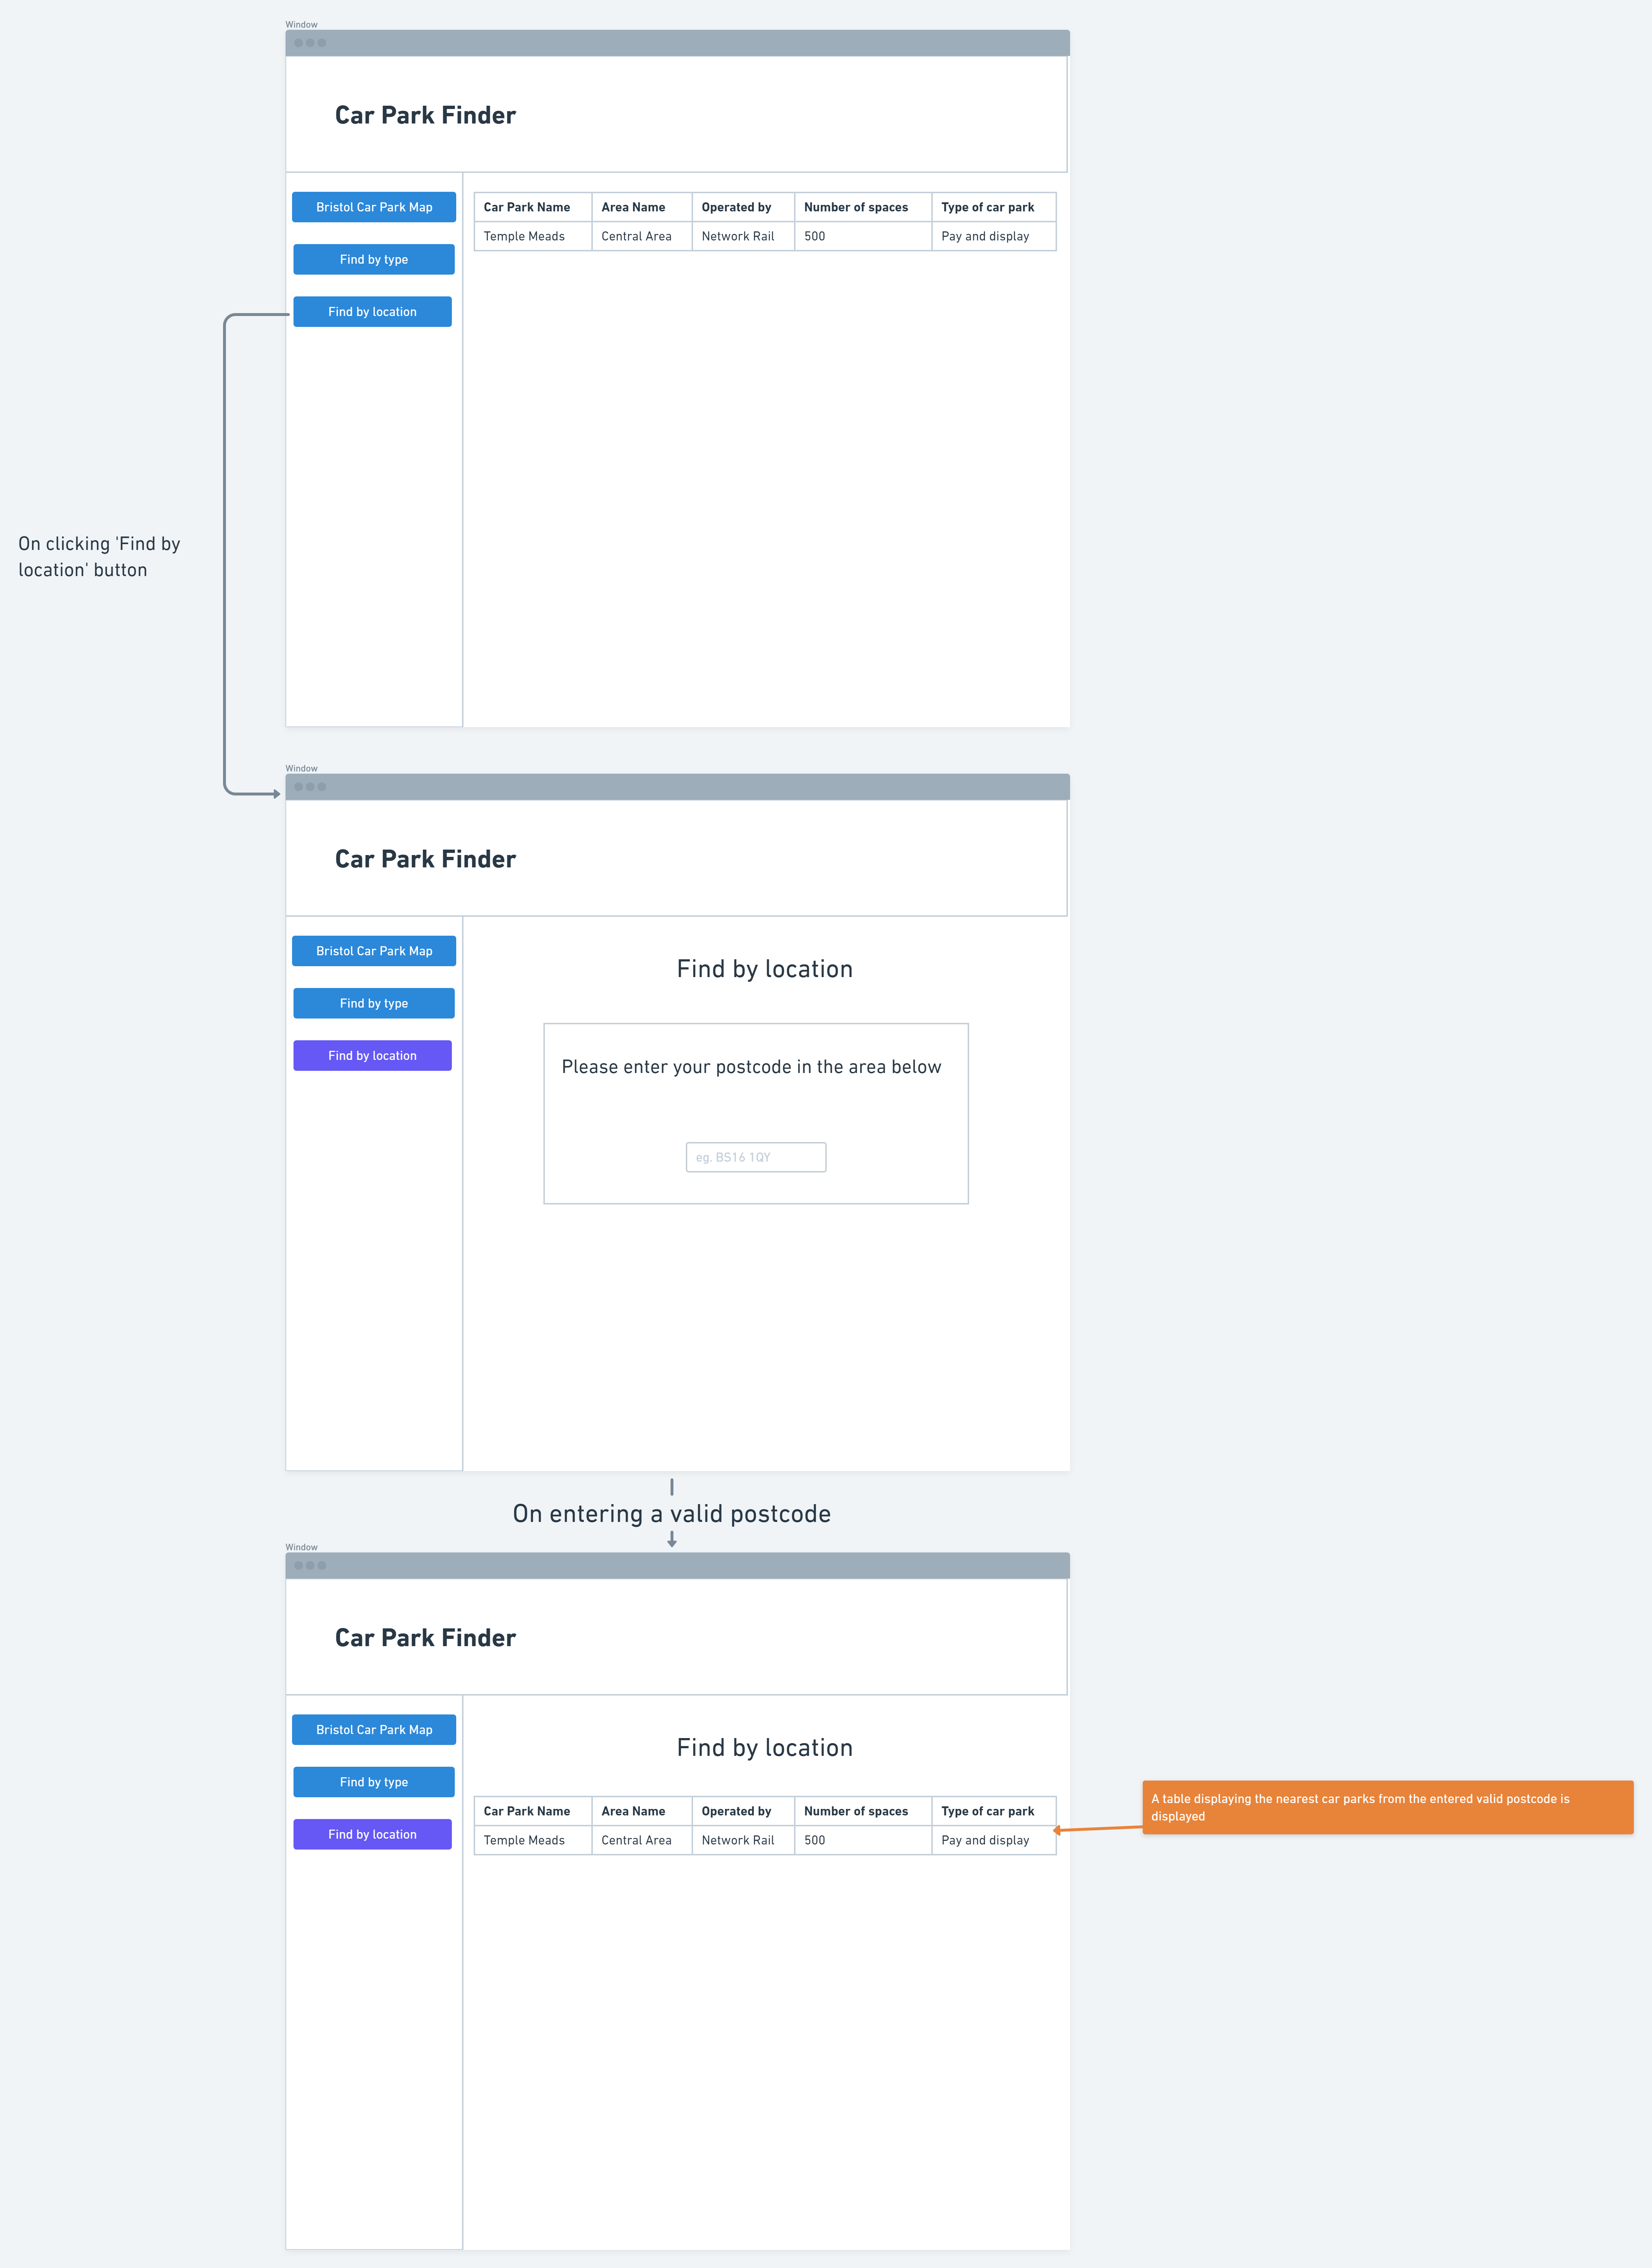 Window
Car Park Finder
Bristol Car Park Map
Find by type
Find by location
Car Park Name Area Name Operated by Number of spaces Type of car park
Temple Meads Central Area Network Rail 500 Pay and display
On clicking 'Find by
location' button
Window
Car Park Finder
Bristol Car Park Map
Find by type
Find by location
Find by location
Please enter your postcode in the area below
eg. BS16 1QY
On entering a valid postcode
Window
Car Park Finder
Bristol Car Park Map
Find by type
Find by location
Find by location
Car Park Name Area Name Operated by Number of spaces Type of car park
Temple Meads Central Area Network Rail 500 Pay and display
A table displaying the nearest car parks from the entered valid postcode is
displayed